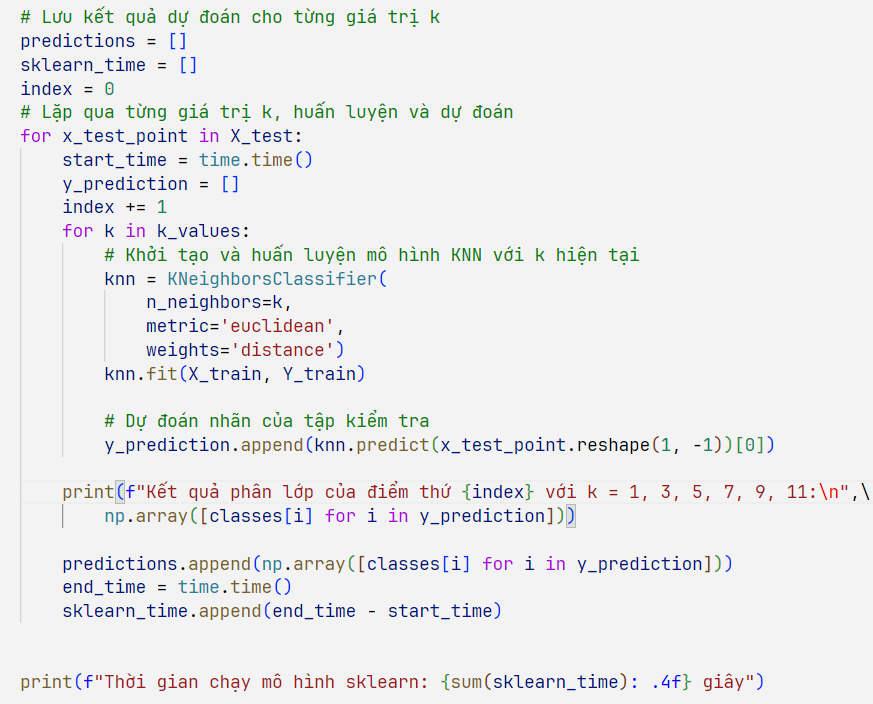 # Lưu kết quả dự đoán cho từng giá trị k
predictions = []
sklearn_time = []
index = 0
# Lặp qua từng giá trị k, huấn luyện và dự đoán
for x_test_point in X_test:
    start_time = time.time()
    y_prediction = []
    index += 1
    for k in k_values:
        # Khởi tạo và huấn luyện mô hình KNN với k hiện tại
        knn = KNeighborsClassifier(
            n_neighbors=k,
            metric='euclidean',
            weights='distance')
        knn.fit(X_train, Y_train)
        # Dự đoán nhãn của tập kiểm tra
        y_prediction.append(knn.predict(x_test_point.reshape(1, -1))[0])
    print(f"Kết quả phân lớp của điểm thứ {index} với k = 1, 3, 5, 7, 9, 11:\n",\
        np.array([classes[i] for i in y_prediction]))
    predictions.append(np.array([classes[i] for i in y_prediction]))
    end_time = time.time()
    sklearn_time.append(end_time - start_time)
print(f"Thời gian chạy mô hình sklearn: {sum(sklearn_time): .4f} giây")